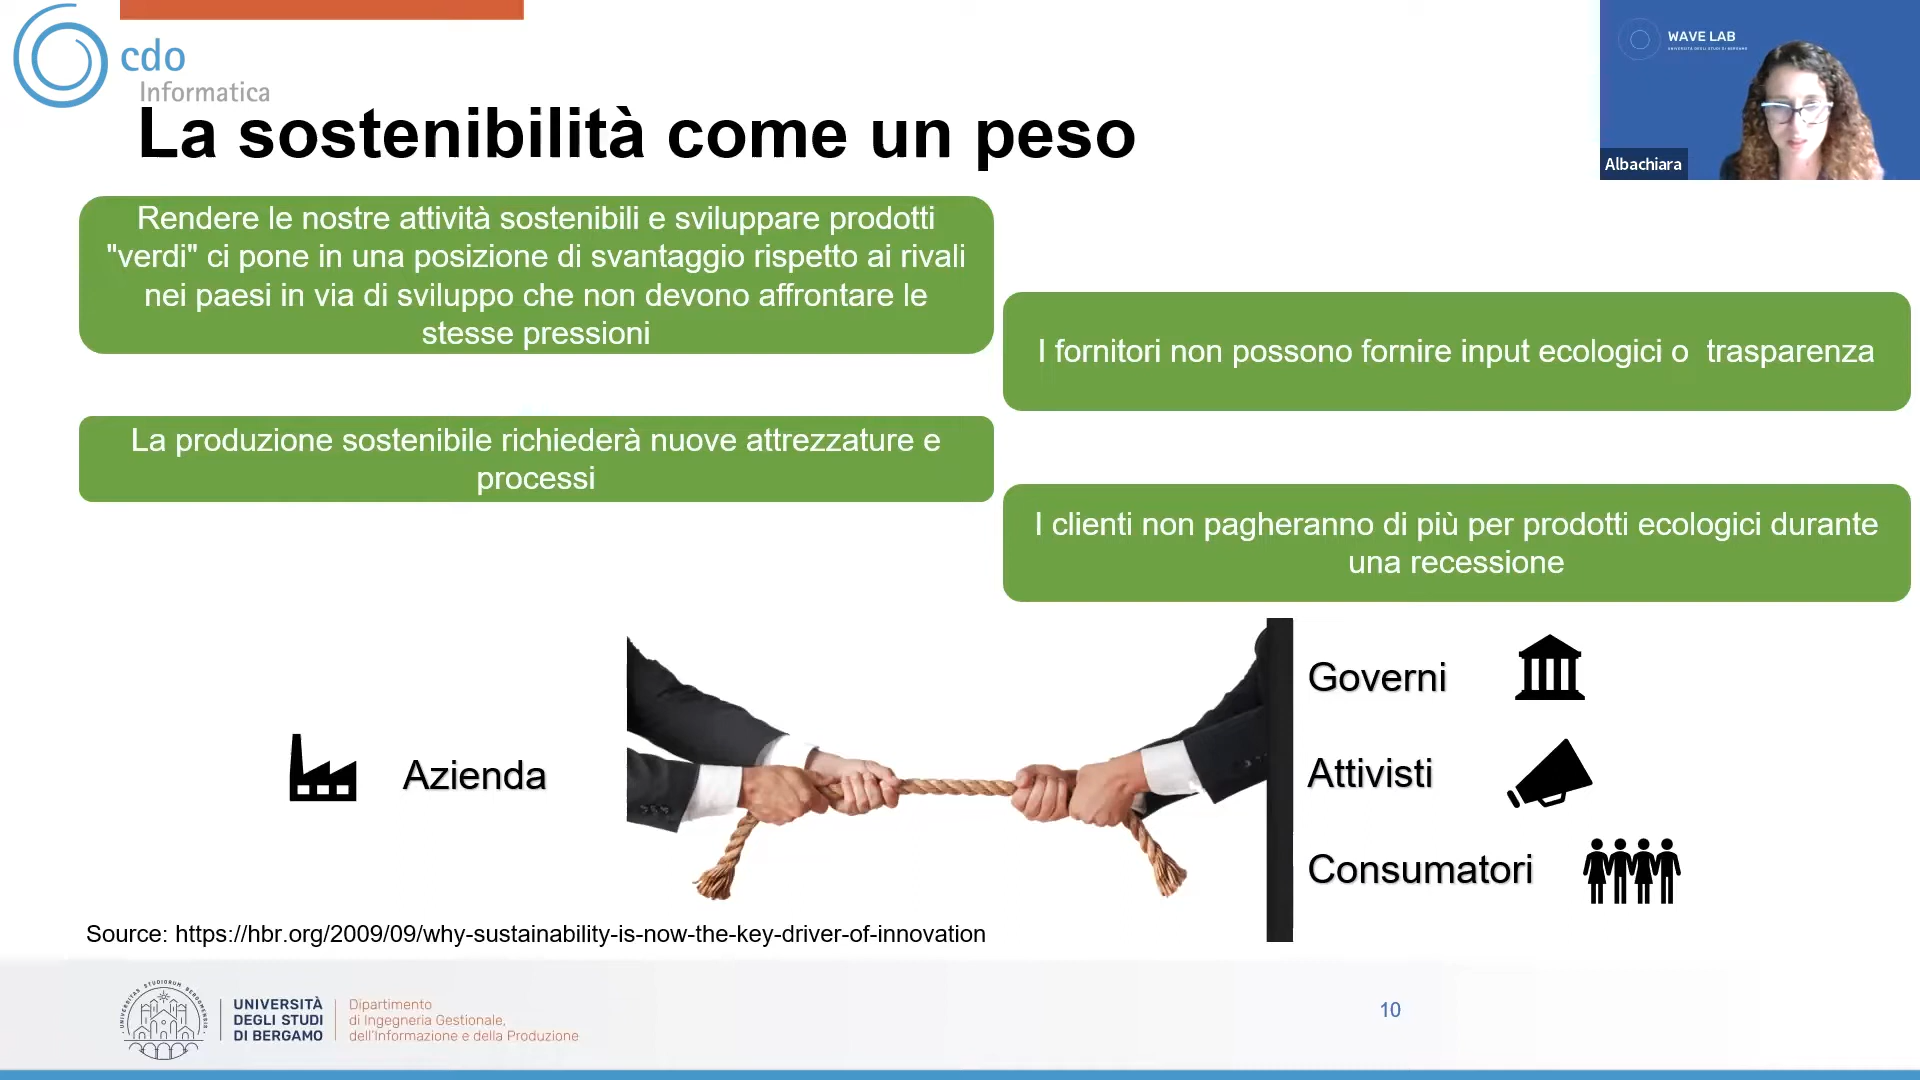 cdo
Informatica
La sostenibilità come un peso
WAVE LAB
Albachiara
Rendere le nostre attività sostenibili e sviluppare prodotti
"verdi" ci pone in una posizione di svantaggio rispetto ai rivali
nei paesi in via di sviluppo che non devono affrontare le
stesse pressioni
I fornitori non possono fornire input ecologici o  trasparenza
La produzione sostenibile richiederà nuove attrezzature e
processi
I clienti non pagheranno di più per prodotti ecologici durante
una recessione
Azienda
Governi
Attivisti
Consumatori
Source: https://hbr.org/2009/09/why-sustainability-is-now-the-key-driver-of-innovation
UNIVERSITÀ
DEGLI STUDI
DI BERGAMO
Dipartimento
di Ingegneria Gestionale,
dell'Informazione e della Produzione
10